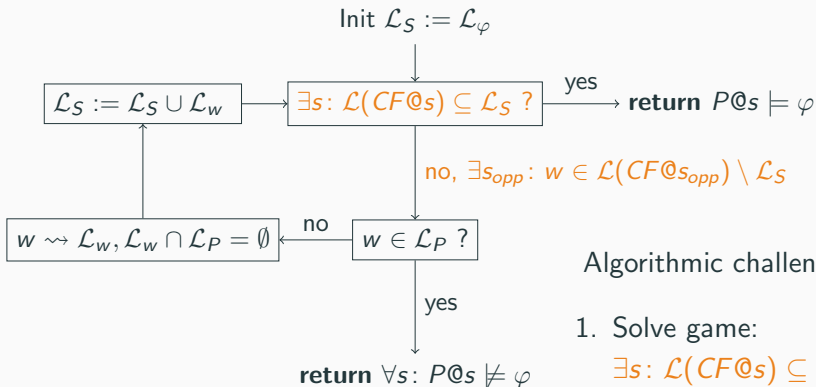 Init ℒ_S := ℒ_φ
ℒ_S := ℒ_S ∪ ℒ_w
∃s: ℒ(CF@s) ⊆ ℒ_S ?
yes
return P@s ⊨ φ
no, ∃s_opp: w ∈ ℒ(CF@s_opp) \ ℒ_S
w ⇝ ℒ_w, ℒ_w ∩ ℒ_P = ∅
no
w ∈ ℒ_P ?
yes
return ∀s: P@s ⊭ φ
Algorithmic challen
1. Solve game:
∃s: ℒ(CF@s) ⊆